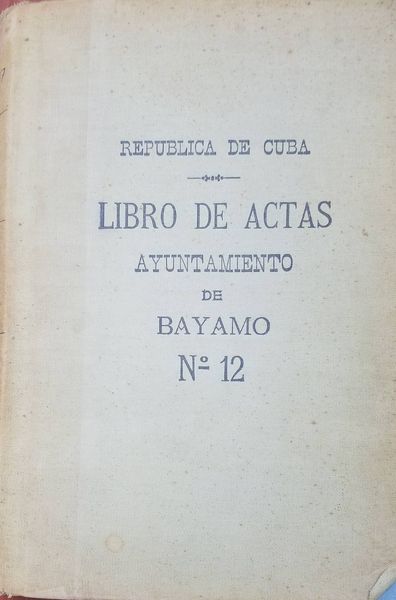 REPUBLICA DE CUBA
LIBRO DE ACTAS
AYUNTAMIENTO
DE
BAYAMO
Nº 12